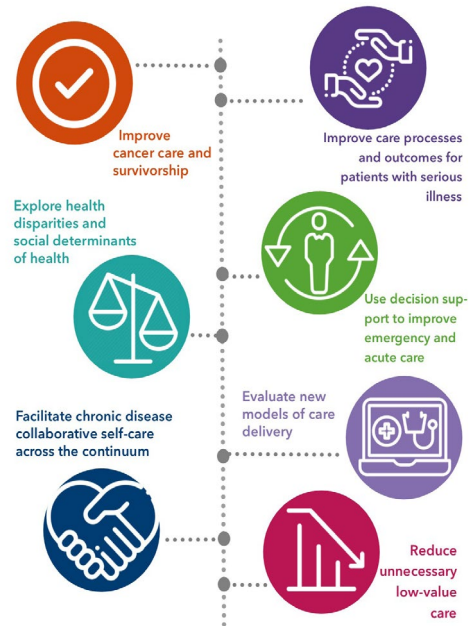 Improve
cancer care and
survivorship
Improve care processes
and outcomes for
patients with serious
illness
Explore health
disparities and
social determinants
of health
Use decision sup-
port to improve
emergency and
acute care
Evaluate new
models of care
delivery
Facilitate chronic disease
collaborative self-care
across the continuum
Reduce
unnecessary
low-value
care